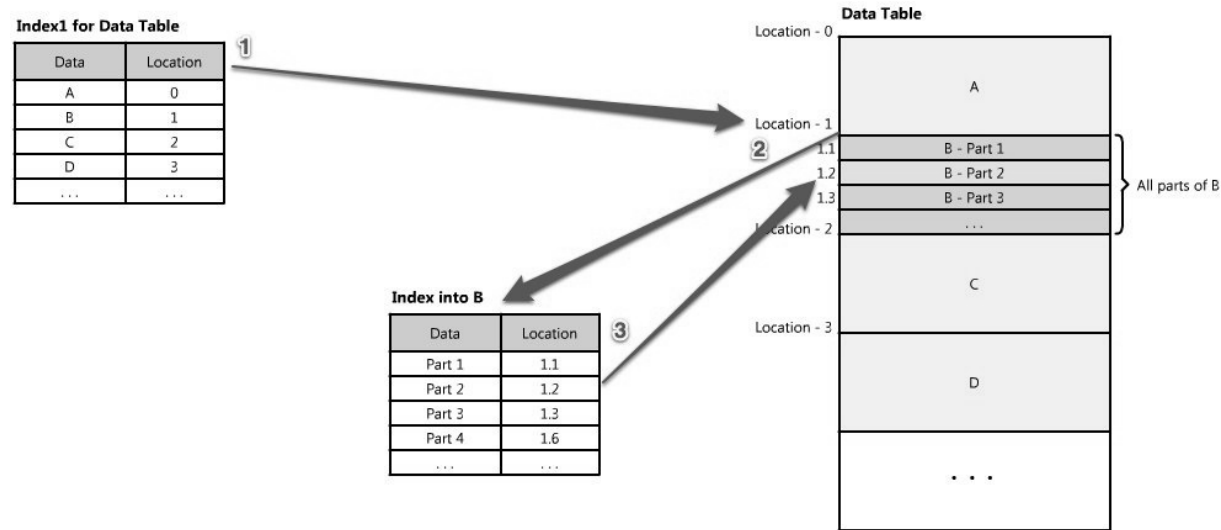 Index1 for Data Table
Data Location
A 0
B 1
C 2
D 3
. . . . . .
1
Data Table
Location - 0
A
Location - 1
2
1.1 B - Part 1
1.2 B - Part 2
1.3 B - Part 3
. . .
All parts of B
Location - 2
C
Location - 3
D
. . .
Index into B
3
Data Location
Part 1 1.1
Part 2 1.2
Part 3 1.3
Part 4 1.6
. . . . . .